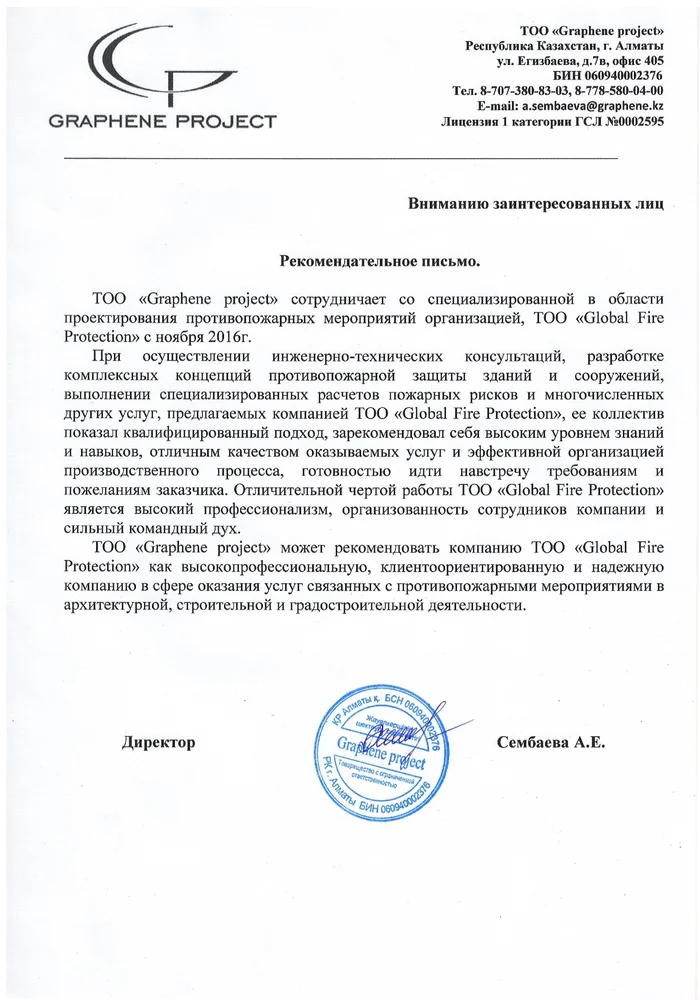 GRAPHENE PROJECT
ТОО «Graphene project»
Республика Казахстан, г. Алматы
ул. Егизбаева, д.7в, офис 405
БИН 060940002376
Тел. 8-707-380-83-03, 8-778-580-04-00
E-mail: a.sembaeva@graphene.kz
Лицензия 1 категории ГСЛ №0002595
Вниманию заинтересованных лиц
Рекомендательное письмо.
ТОО «Graphene project» сотрудничает со специализированной в области
проектирования противопожарных мероприятий организацией, ТОО «Global Fire
Protection» с ноября 2016г.
При осуществлении инженерно-технических консультаций, разработке
комплексных концепций противопожарной защиты зданий и сооружений,
выполнении специализированных расчетов пожарных рисков и многочисленных
других услуг, предлагаемых компанией ТОО «Global Fire Protection», ее коллектив
показал квалифицированный подход, зарекомендовал себя высоким уровнем знаний
и навыков, отличным качеством оказываемых услуг и эффективной организацией
производственного процесса, готовностью идти навстречу требованиям и
пожеланиям заказчика. Отличительной чертой работы ТОО «Global Fire Protection»
является высокий профессионализм, организованность сотрудников компании и
сильный командный дух.
ТОО «Graphene project» может рекомендовать компанию ТОО «Global Fire
Protection» как высокопрофессиональную, клиентоориентированную и надежную
компанию в сфере оказания услуг связанных с противопожарными мероприятиями в
архитектурной, строительной и градостроительной деятельности.
Директор
ҚР Алматы қ. БСН 060940002376
Graphene project
Товарищество с ограниченной
ответственностью
РК г. Алматы БИН 060940002376
Сембаева А.Е.